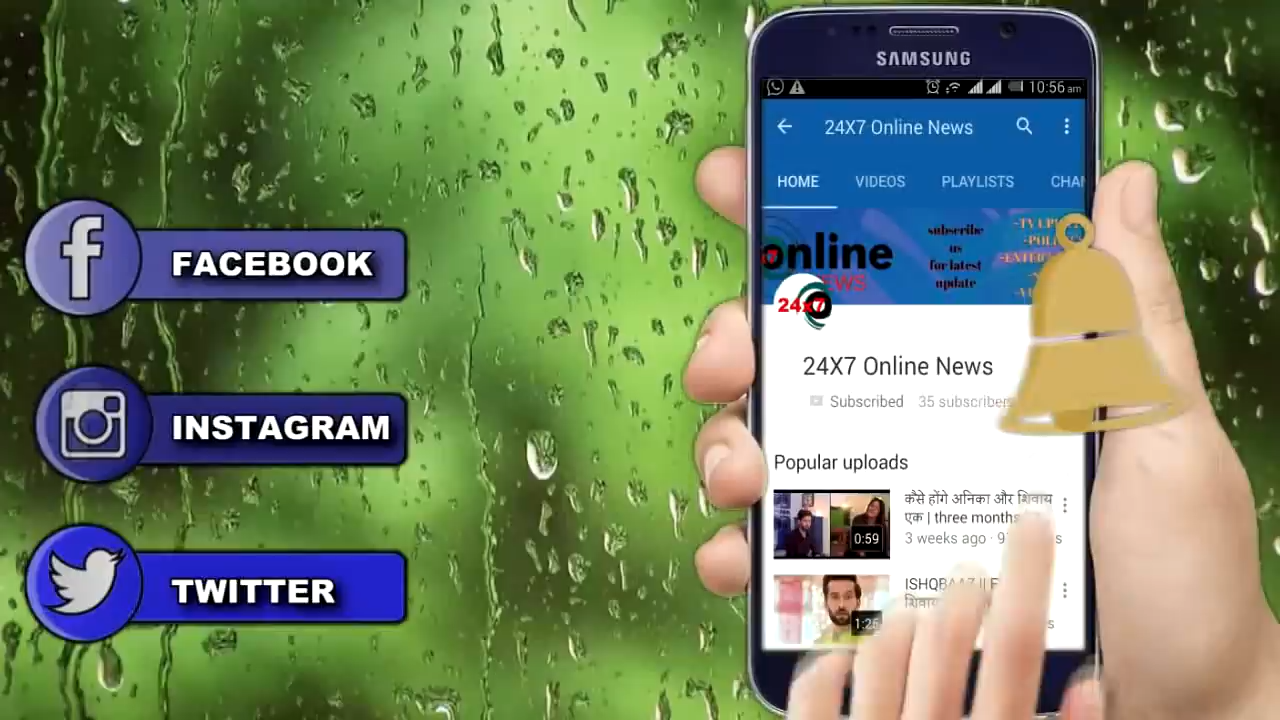 FACEBOOK
INSTAGRAM
TWITTER
SAMSUNG
10:56 am
24X7 Online News
HOME VIDEOS PLAYLISTS
online
NEWS
subscribe
us
for latest
update
24x7
24X7 Online News
Subscribed 35 subscribers
Popular uploads
0:59
कैसे होंगे अनिका और शिवाय
एक | three months
3 weeks ago
1:26
शिवाय